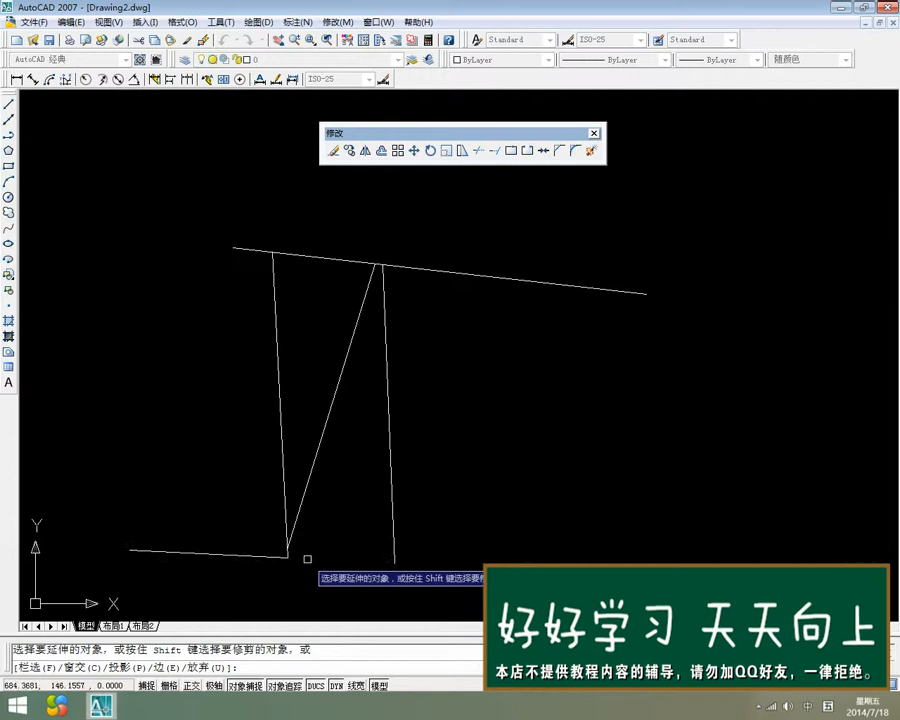 AutoCAD 2007 - [Drawing2.dwg]
文件(F) 编辑(E) 视图(V) 插入(I) 格式(O) 工具(T) 绘图(D) 标注(N) 修改(M) 窗口(W) 帮助(H)
Standard ISO-25 Standard
AutoCAD 经典 0 ByLayer ByLayer ByLayer 随颜色
ISO-25
A
修改
Y
X
选择要延伸的对象，或按住 Shift 键选择要修
模型 布局1 布局2
选择要延伸的对象，或按住 Shift 键选择要修剪的对象，或
[栏选(F)/窗交(C)/投影(P)/边(E)/放弃(U)]:
684.3681, 146.1557 , 0.0000 捕捉 栅格 正交 极轴 对象捕捉 对象追踪 DUCS DYN 线宽 模型
好好学习 天天向上
本店不提供教程内容的辅导，请勿加QQ好友，一律拒绝。
中
五
星期五
2014/7/18